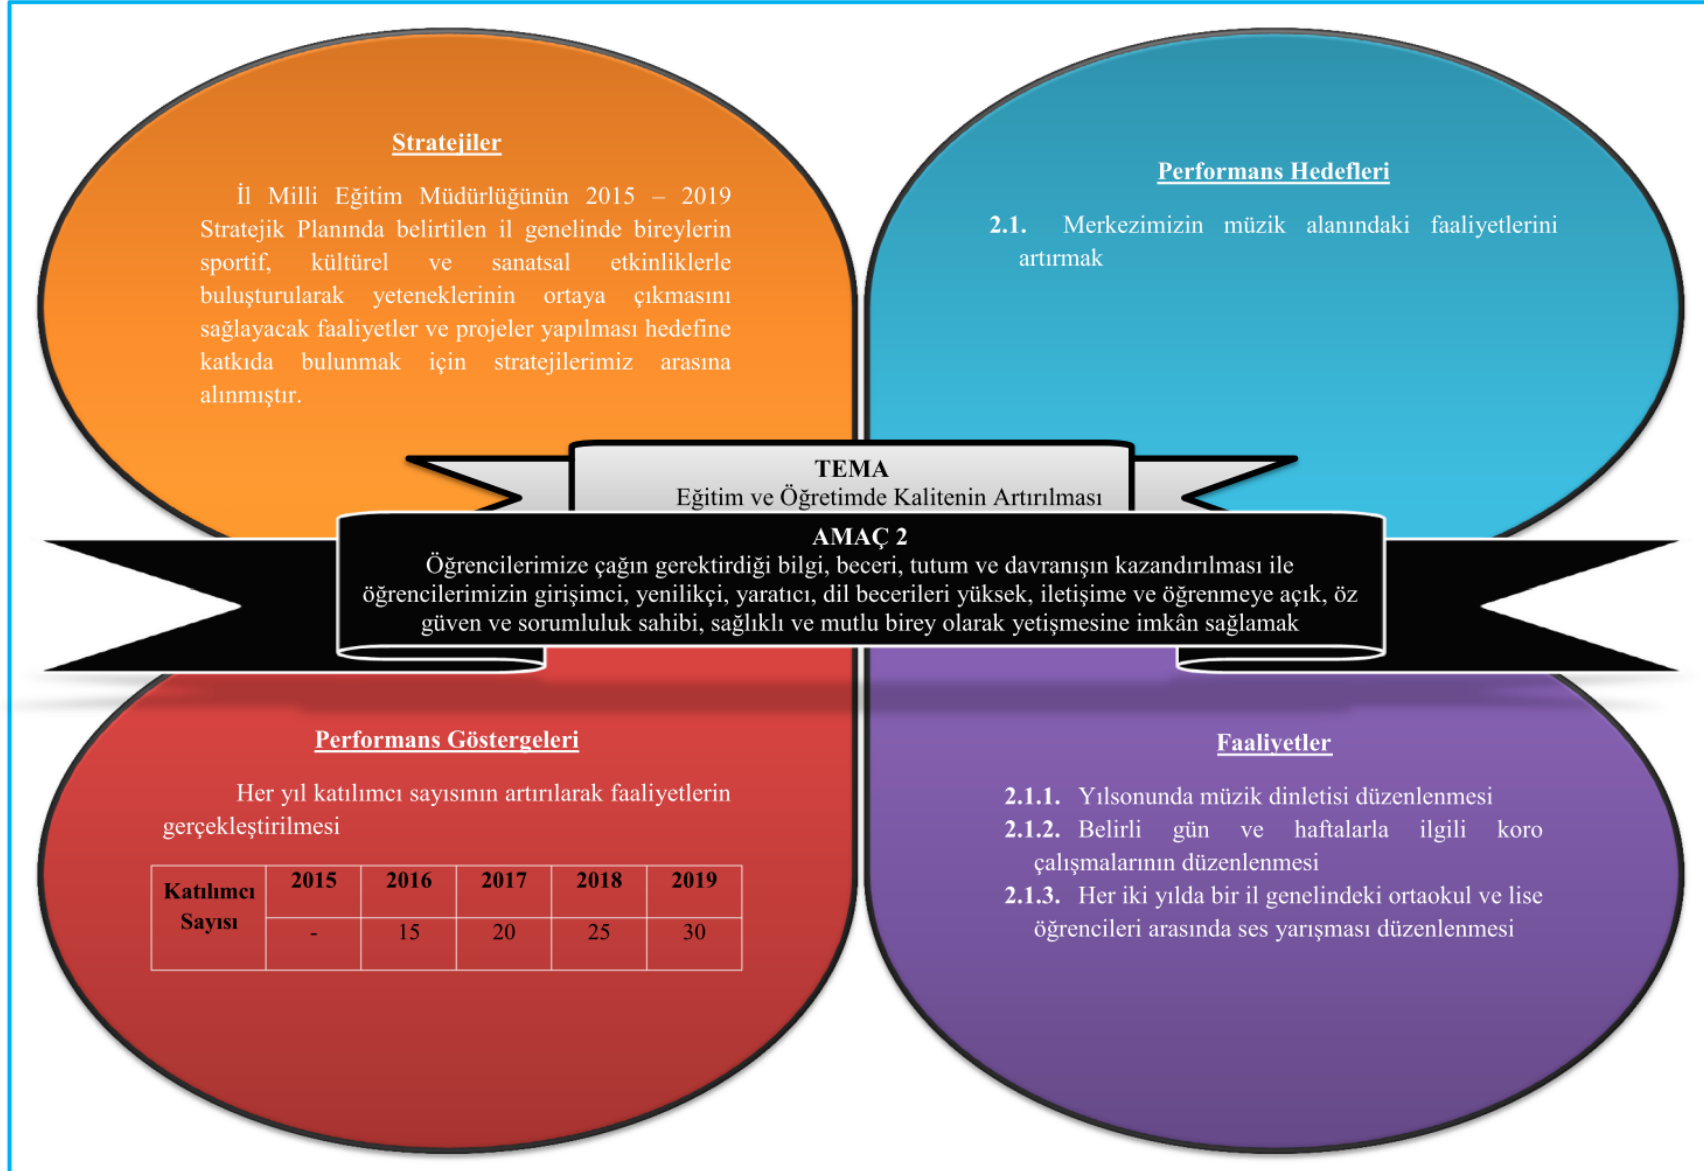 Stratejiler
İl Milli Eğitim Müdürlüğünün 2015 – 2019
Stratejik Planında belirtilen il genelinde bireylerin
sportif, kültürel ve sanatsal etkinliklerle
buluşturularak yeteneklerinin ortaya çıkmasını
sağlayacak faaliyetler ve projeler yapılması hedefine
katkıda bulunmak için stratejilerimiz arasına
alınmıştır.
Performans Hedefleri
2.1. Merkezimizin müzik alanındaki faaliyetlerini
artırmak
TEMA
Eğitim ve Öğretimde Kalitenin Artırılması
AMAÇ 2
Öğrencilerimize çağın gerektirdiği bilgi, beceri, tutum ve davranışın kazandırılması ile
öğrencilerimizin girişimci, yenilikçi, yaratıcı, dil becerileri yüksek, iletişime ve öğrenmeye açık, öz
güven ve sorumluluk sahibi, sağlıklı ve mutlu birey olarak yetişmesine imkân sağlamak
Performans Göstergeleri
Her yıl katılımcı sayısının artırılarak faaliyetlerin
gerçekleştirilmesi
Katılımcı Sayısı 2015 2016 2017 2018 2019
- 15 20 25 30
Faaliyetler
2.1.1. Yılsonunda müzik dinletisi düzenlenmesi
2.1.2. Belirli gün ve haftalarla ilgili koro
çalışmalarının düzenlenmesi
2.1.3. Her iki yılda bir il genelindeki ortaokul ve lise
öğrencileri arasında ses yarışması düzenlenmesi